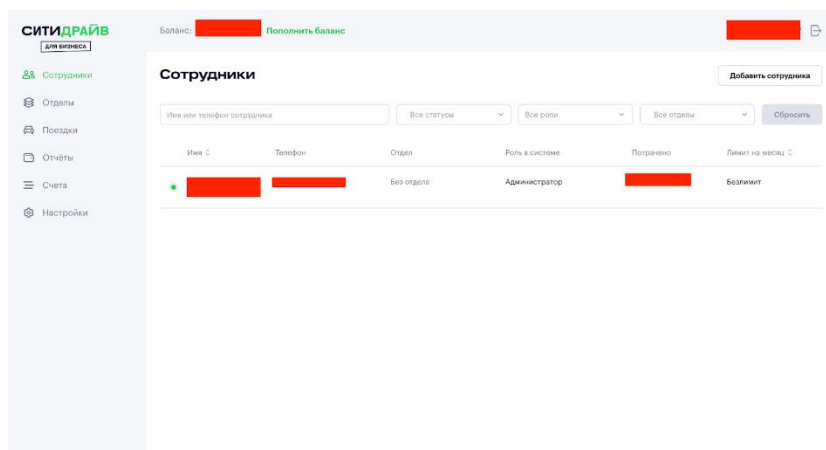 СИТИДРАЙВ
ДЛЯ БИЗНЕСА
Баланс: Пополнить баланс
Сотрудники
Отделы
Поездки
Отчёты
Счета
Настройки
Сотрудники
Добавить сотрудника
Имя или телефон сотрудника Все статусы Все роли Все отделы Сбросить
Имя Телефон Отдел Роль в системе Потрачено Лимит на месяц
Без отдела Администратор Безлимит